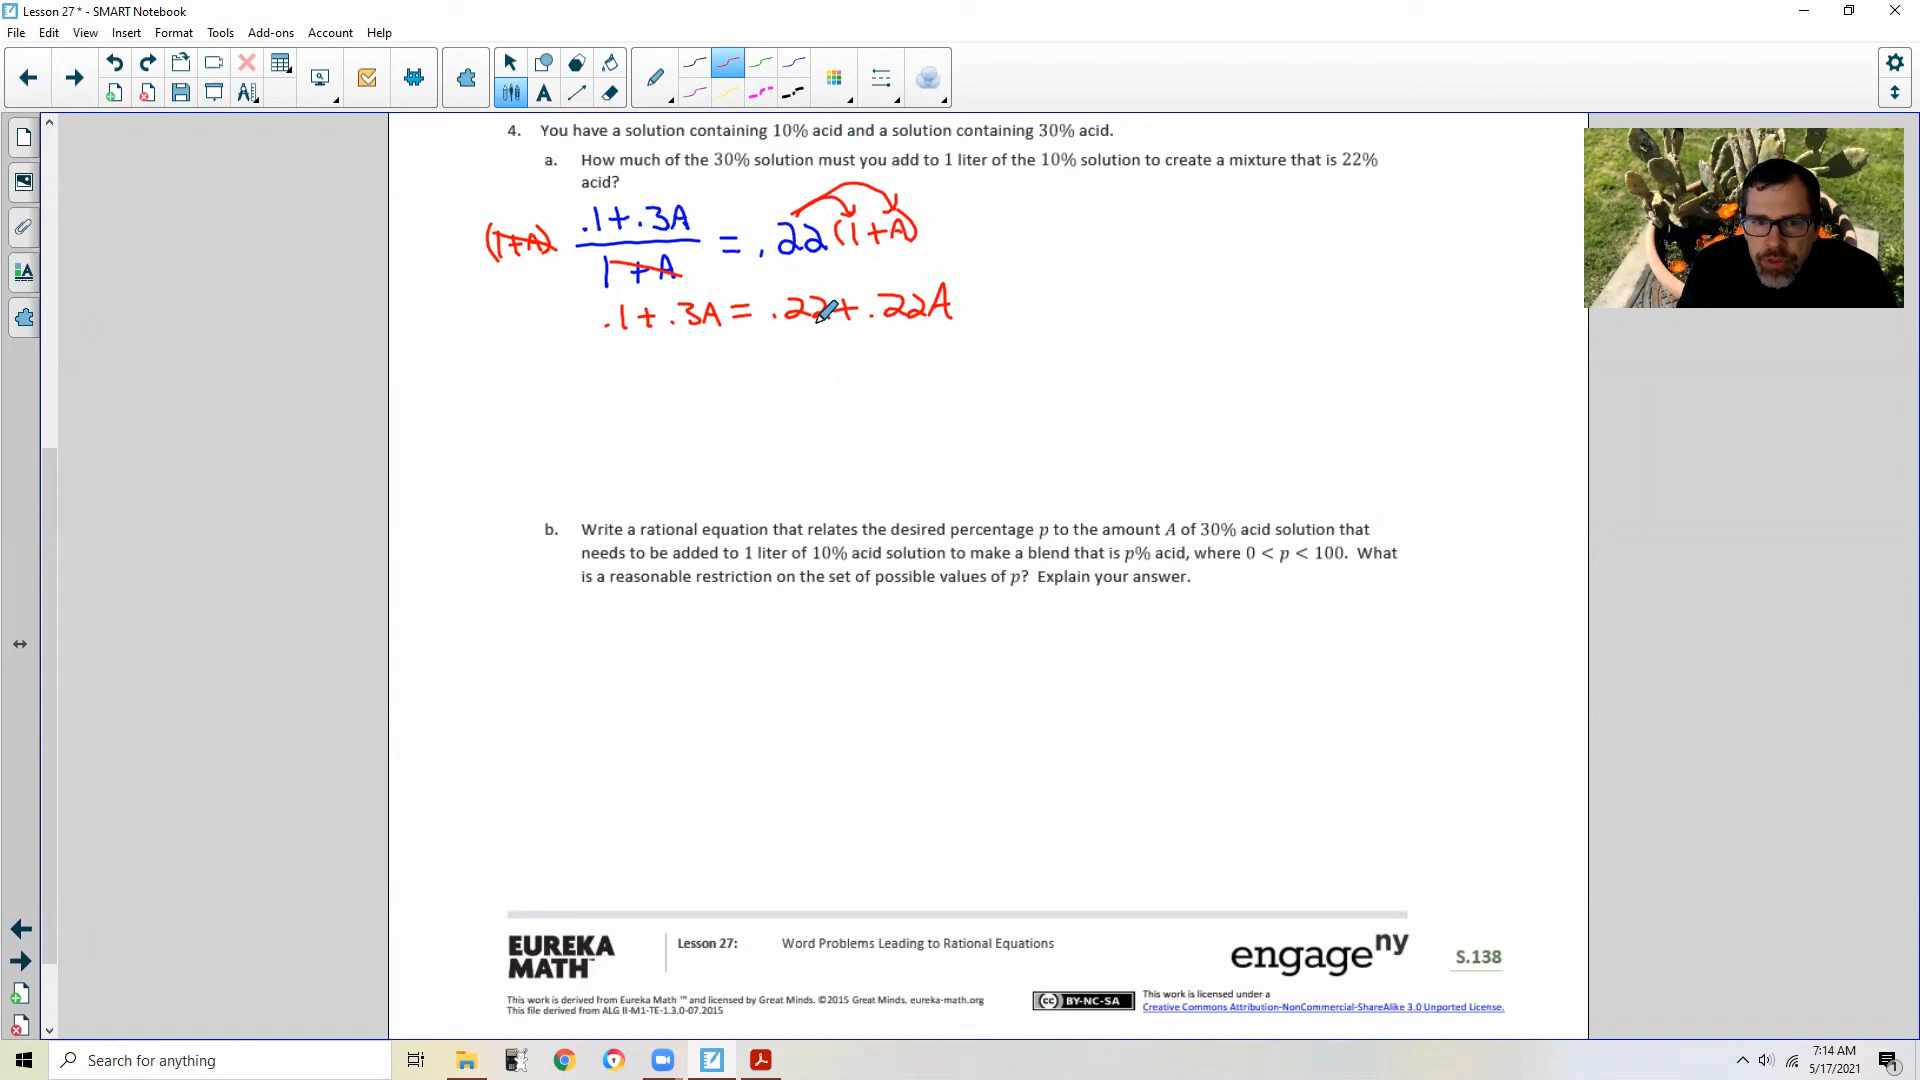 Lesson 27 * - SMART Notebook
File Edit View Insert Format Tools Add-ons Account Help
4. You have a solution containing 10% acid and a solution containing 30% acid.
a. How much of the 30% solution must you add to 1 liter of the 10% solution to create a mixture that is 22%
acid?
(1+A) .1+.3A / 1+A = .22(1+A)
.1+.3A = .22+.22A
b. Write a rational equation that relates the desired percentage p to the amount A of 30% acid solution that
needs to be added to 1 liter of 10% acid solution to make a blend that is p% acid, where 0 < p < 100. What
is a reasonable restriction on the set of possible values of p? Explain your answer.
EUREKA
MATH™
Lesson 27: Word Problems Leading to Rational Equations
engage ny
S.138
This work is derived from Eureka Math ™ and licensed by Great Minds. ©2015 Great Minds. eureka-math.org
This file derived from ALG II-M1-TE-1.3.0-07.2015
cc BY-NC-SA
This work is licensed under a
Creative Commons Attribution-NonCommercial-ShareAlike 3.0 Unported License.
Search for anything
7:14 AM
5/17/2021
1